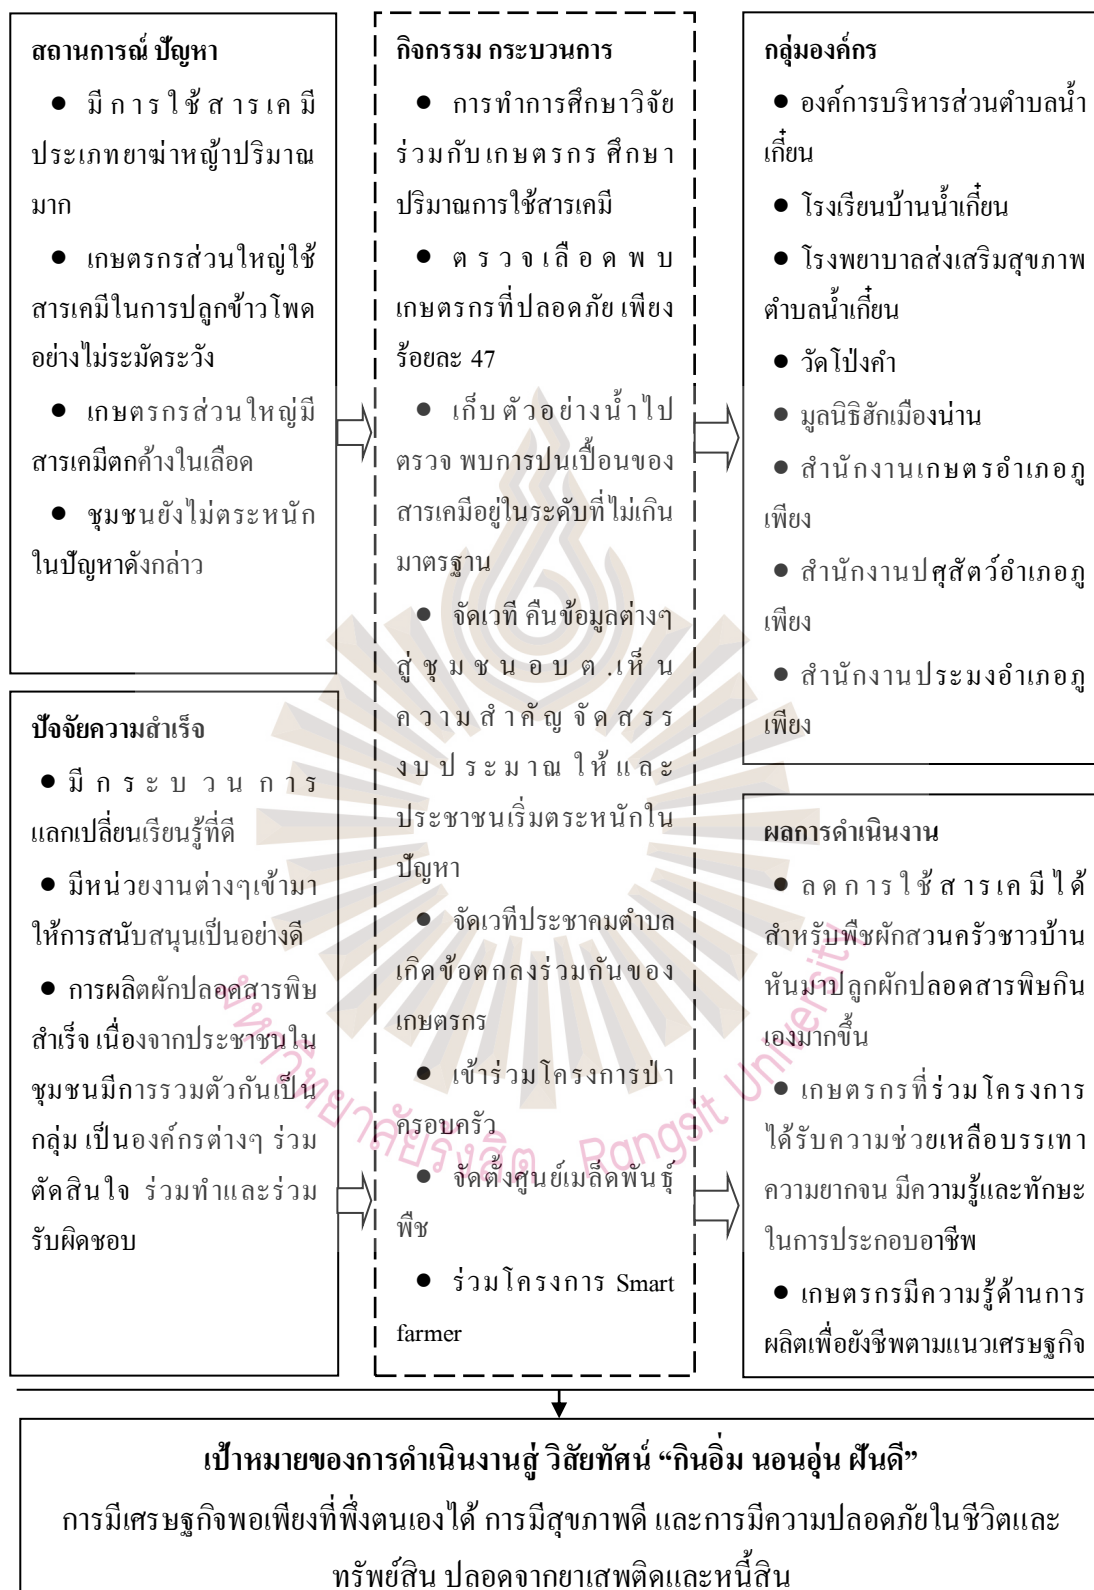 สถานการณ์ ปัญหา
● มีการใช้สารเคมี
ประเภทยาฆ่าหญ้าปริมาณ
มาก
● เกษตรกรส่วนใหญ่ใช้
สารเคมีในการปลูกข้าวโพด
อย่างไม่ระมัดระวัง
● เกษตรกรส่วนใหญ่มี
สารเคมีตกค้างในเลือด
● ชุมชนยังไม่ตระหนัก
ในปัญหาดังกล่าว
ปัจจัยความสำเร็จ
● มีกระบวนการ
แลกเปลี่ยนเรียนรู้ที่ดี
● มีหน่วยงานต่างๆเข้ามา
ให้การสนับสนุนเป็นอย่างดี
● การผลิตผักปลอดสารพิษ
สำเร็จ เนื่องจากประชาชนใน
ชุมชนมีการรวมตัวกันเป็น
กลุ่ม เป็นองค์กรต่างๆ ร่วม
ตัดสินใจ ร่วมทำและร่วม
รับผิดชอบ
กิจกรรม กระบวนการ
● การทำการศึกษาวิจัย
ร่วมกับเกษตรกร ศึกษา
ปริมาณการใช้สารเคมี
● ตรวจเลือดพบ
เกษตรกรที่ปลอดภัย เพียง
ร้อยละ 47
● เก็บตัวอย่างน้ำไป
ตรวจ พบการปนเปื้อนของ
สารเคมีอยู่ในระดับที่ไม่เกิน
มาตรฐาน
● จัดเวที คืนข้อมูลต่างๆ
สู่ชุมชนอบต.เห็น
ความสำคัญจัดสรร
งบประมาณให้และ
ประชาชนเริ่มตระหนักใน
ปัญหา
● จัดเวทีประชาคมตำบล
เกิดข้อตกลงร่วมกันของ
เกษตรกร
● เข้าร่วมโครงการป่า
ครอบครัว
● จัดตั้งศูนย์เมล็ดพันธุ์
พืช
● ร่วมโครงการ Smart
farmer
กลุ่มองค์กร
● องค์การบริหารส่วนตำบลน้ำ
เกี๋ยน
● โรงเรียนบ้านน้ำเกี๋ยน
● โรงพยาบาลส่งเสริมสุขภาพ
ตำบลน้ำเกี๋ยน
● วัดโป่งคำ
● มูลนิธิฮักเมืองน่าน
● สำนักงานเกษตรอำเภอภู
เพียง
● สำนักงานปศุสัตว์อำเภอภู
เพียง
● สำนักงานประมงอำเภอภู
เพียง
ผลการดำเนินงาน
● ลดการใช้สารเคมีได้
สำหรับพืชผักสวนครัวชาวบ้าน
หันมาปลูกผักปลอดสารพิษกิน
เองมากขึ้น
● เกษตรกรที่ร่วมโครงการ
ได้รับความช่วยเหลือบรรเทา
ความยากจน มีความรู้และทักษะ
ในการประกอบอาชีพ
● เกษตรกรมีความรู้ด้านการ
ผลิตเพื่อยังชีพตามแนวเศรษฐกิจ
มหาวิทยาลัยรังสิต Rangsit University
เป้าหมายของการดำเนินงานสู่ วิสัยทัศน์ “กินอิ่ม นอนอุ่น ฝันดี”
การมีเศรษฐกิจพอเพียงที่พึ่งตนเองได้ การมีสุขภาพดี และการมีความปลอดภัยในชีวิตและ
ทรัพย์สิน ปลอดจากยาเสพติดและหนี้สิน